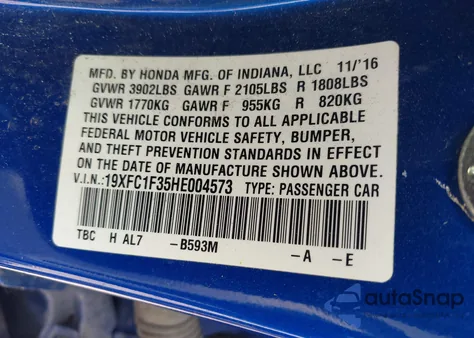 MFD. BY HONDA MFG. OF INDIANA, LLC 11/'16
GVWR 3902LBS GAWR F 2105LBS R 1808LBS
GVWR 1770KG GAWR F 955KG R 820KG
THIS VEHICLE CONFORMS TO ALL APPLICABLE
FEDERAL MOTOR VEHICLE SAFETY, BUMPER,
AND THEFT PREVENTION STANDARDS IN EFFECT
ON THE DATE OF MANUFACTURE SHOWN ABOVE.
V.I.N.: 19XFC1F35HE004573 TYPE: PASSENGER CAR
TBC H AL7 -B593M -A -E
autoSnap